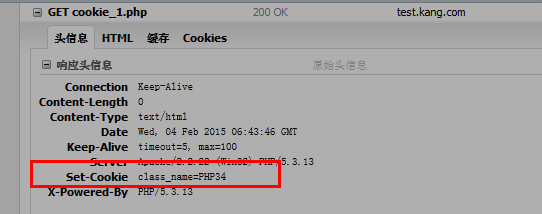 GET cookie_1.php 200 OK test.kang.com
头信息 HTML 缓存 Cookies
响应头信息 原始头信息
Connection Keep-Alive
Content-Length 0
Content-Type text/html
Date Wed, 04 Feb 2015 06:43:46 GMT
Keep-Alive timeout=5, max=100
Server Apache/2.2.22 (Win32) PHP/5.3.13
Set-Cookie class_name=PHP34
X-Powered-By PHP/5.3.13